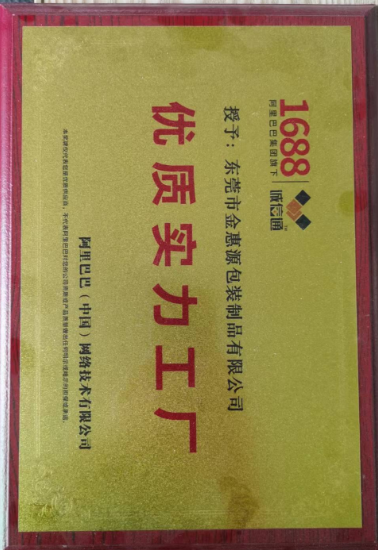 1688 诚信通
阿里巴巴集团旗下
授予：东莞市金惠源包装制品有限公司
优质实力工厂
阿里巴巴（中国）网络技术有限公司